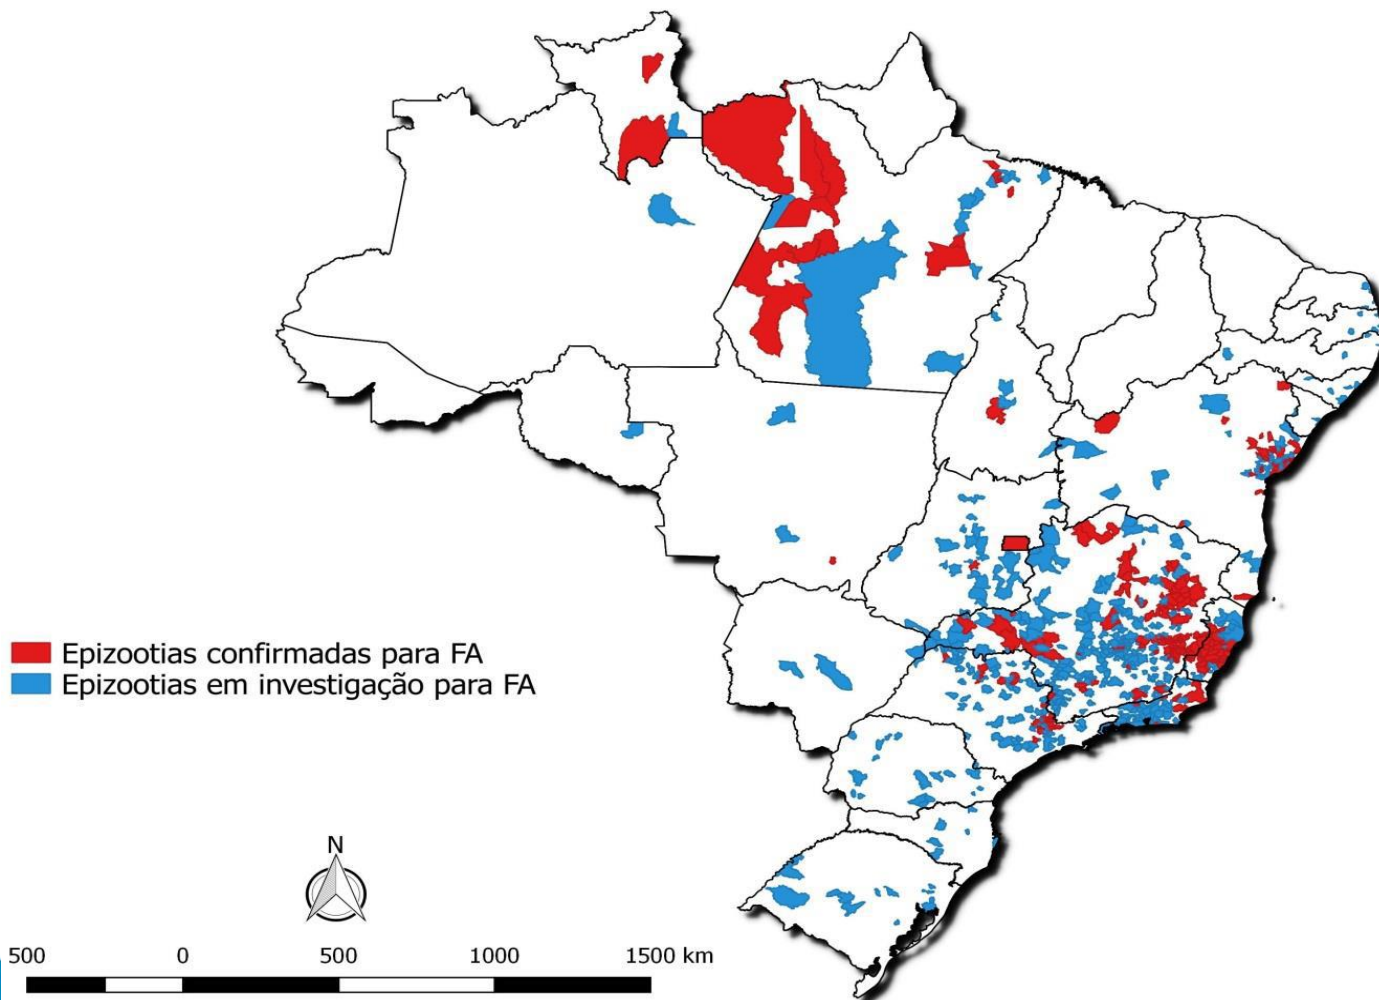 Epizootias confirmadas para FA
Epizootias em investigação para FA
N
500 0 500 1000 1500 km